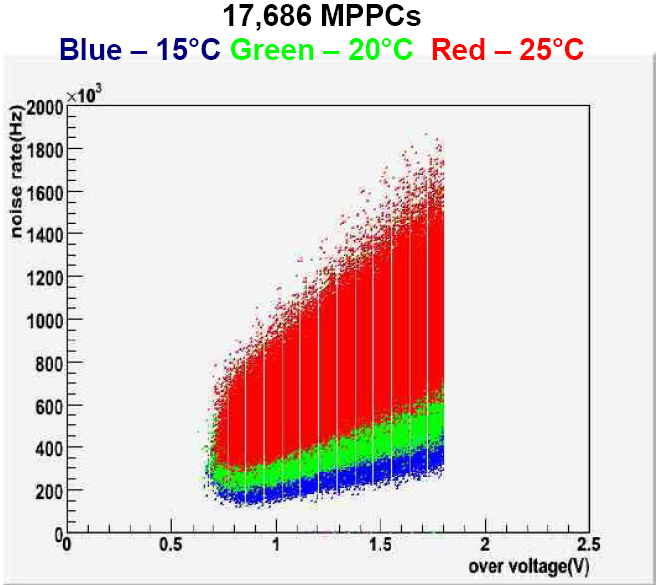 17,686 MPPCs
Blue – 15°C Green – 20°C Red – 25°C
×10³
noise rate(Hz)
2000
1800
1600
1400
1200
1000
800
600
400
200
0
0 0.5 1 1.5 2 2.5
over voltage(V)